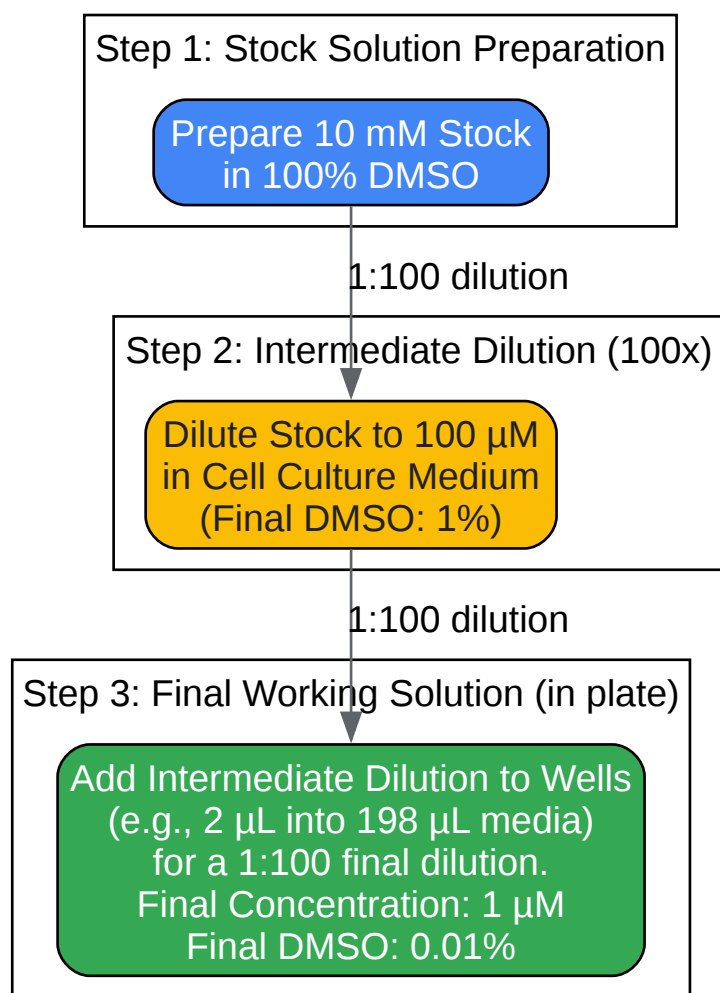 Step 1: Stock Solution Preparation
Prepare 10 mM Stock
in 100% DMSO
1:100 dilution
Step 2: Intermediate Dilution (100x)
Dilute Stock to 100 µM
in Cell Culture Medium
(Final DMSO: 1%)
1:100 dilution
Step 3: Final Working Solution (in plate)
Add Intermediate Dilution to Wells
(e.g., 2 µL into 198 µL media)
for a 1:100 final dilution.
Final Concentration: 1 µM
Final DMSO: 0.01%